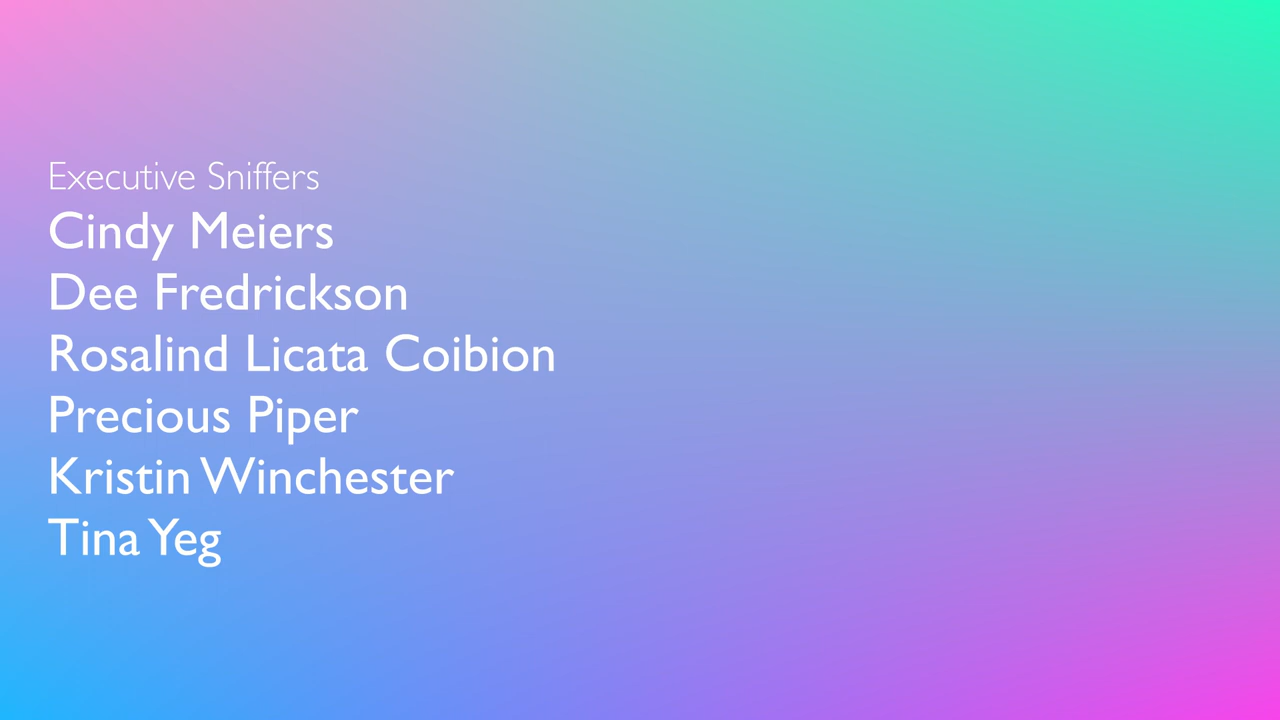 Executive Sniffers
Cindy Meiers
Dee Fredrickson
Rosalind Licata Coibion
Precious Piper
Kristin Winchester
Tina Yeg